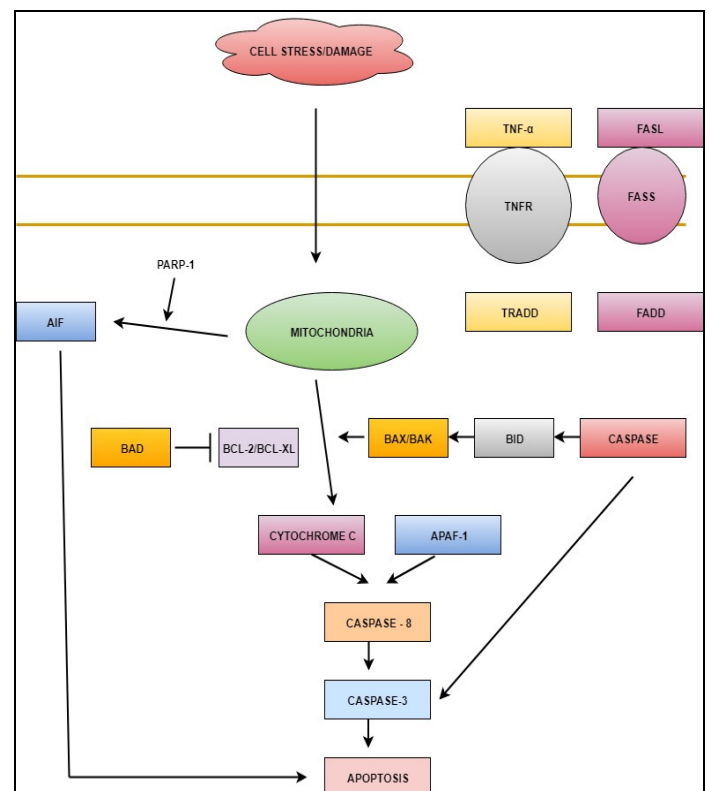 CELL STRESS/DAMAGE
TNF-α
FASL
TNFR
FASS
PARP-1
AIF
MITOCHONDRIA
TRADD
FADD
BAD
BCL-2/BCL-XL
BAX/BAK
BID
CASPASE
CYTOCHROME C
APAF-1
CASPASE - 8
CASPASE-3
APOPTOSIS